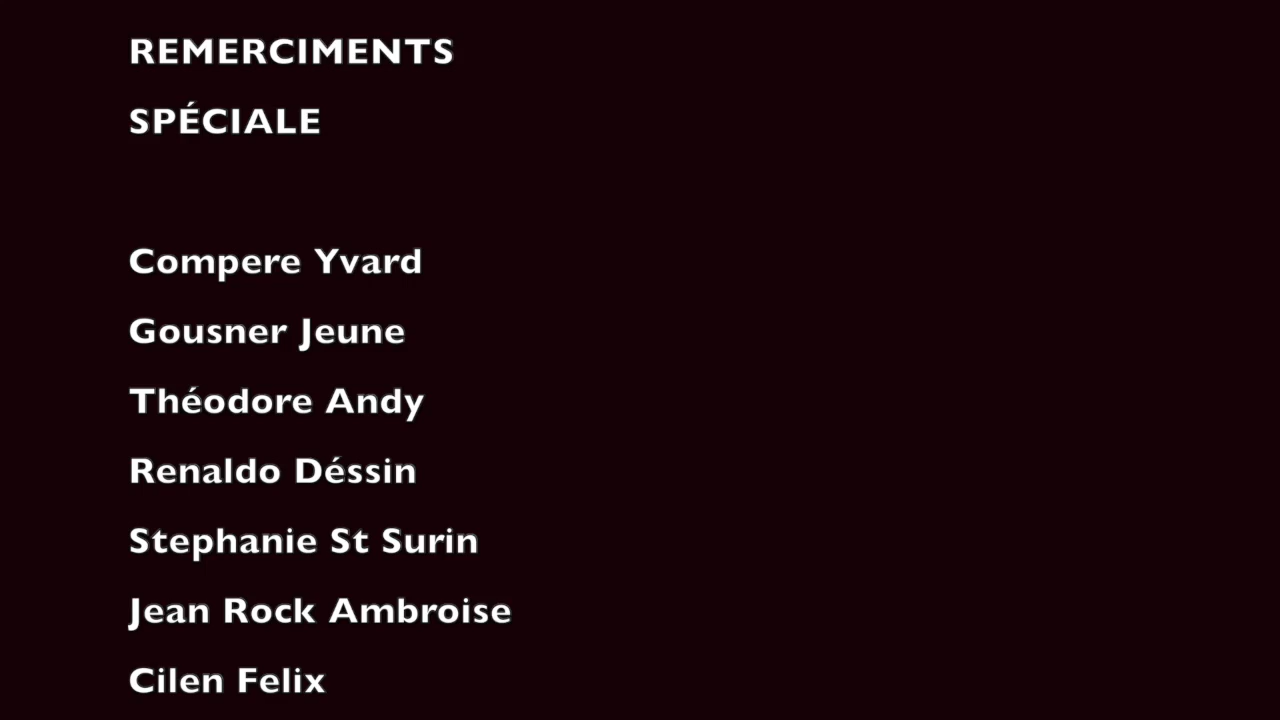 REMERCIMENTS
SPÉCIALE
Compere Yvard
Gousner Jeune
Théodore Andy
Renaldo Déssin
Stephanie St Surin
Jean Rock Ambroise
Cilen Felix